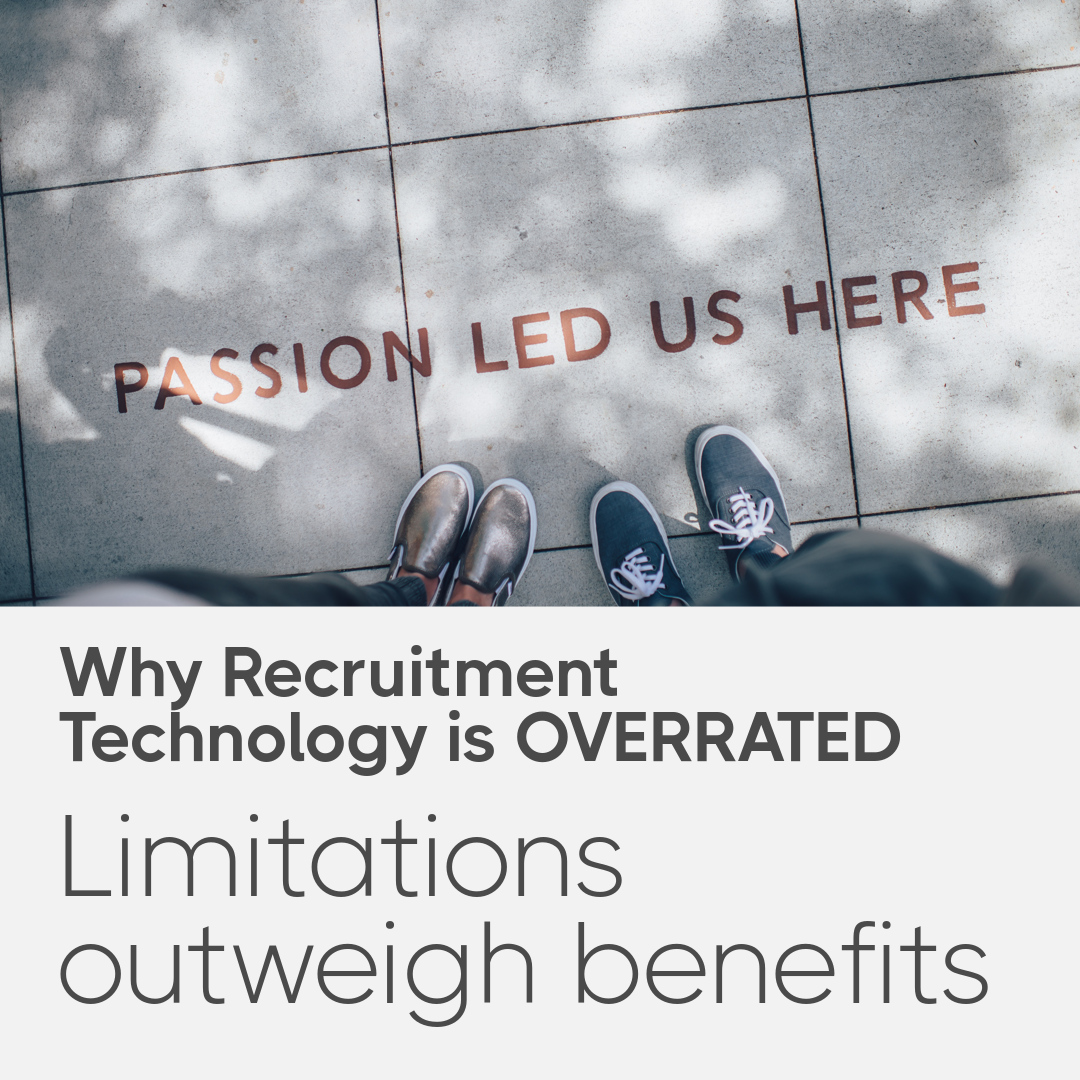 PASSION LED US HERE
Why Recruitment
Technology is OVERRATED
Limitations
outweigh benefits